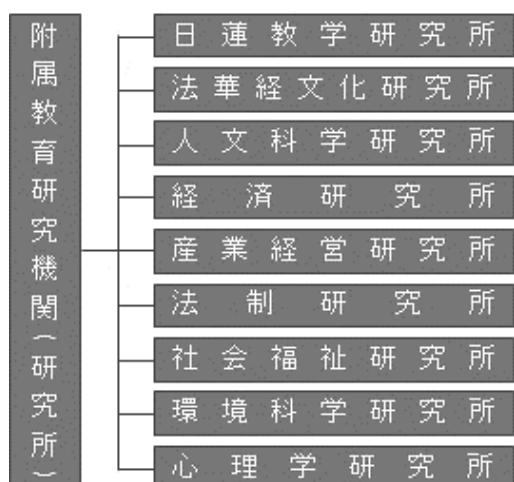 附属教育研究機関(研究所)
日蓮教学研究所
法華経文化研究所
人文科学研究所
経済研究所
産業経営研究所
法制研究所
社会福祉研究所
環境科学研究所
心理学研究所